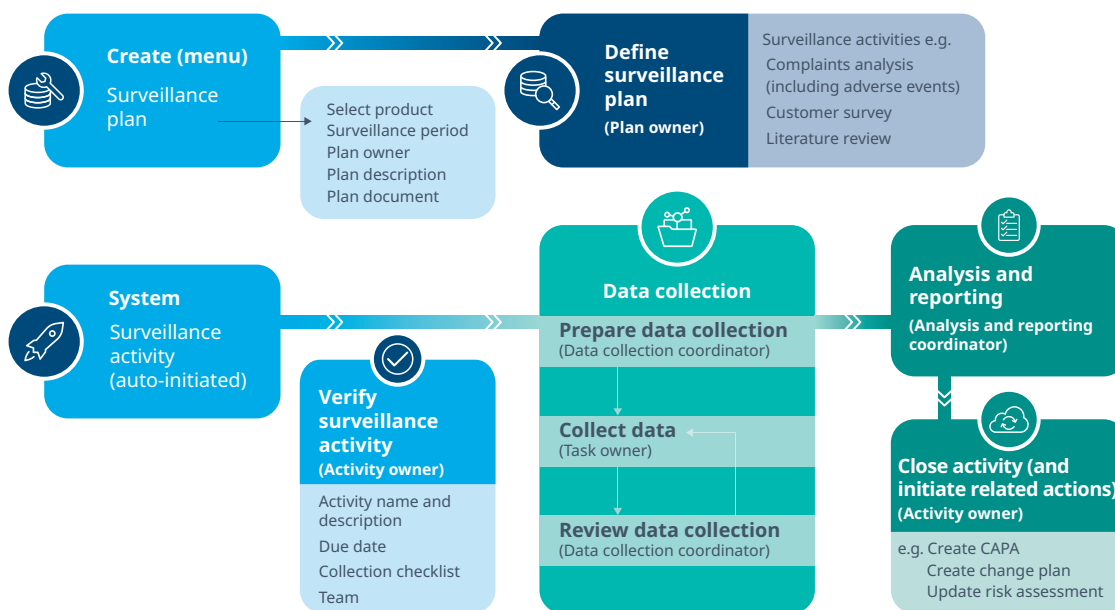 Create (menu)
Surveillance
plan
Select product
Surveillance period
Plan owner
Plan description
Plan document
Define
surveillance
plan
(Plan owner)
Surveillance activities e.g.
Complaints analysis
(including adverse events)
Customer survey
Literature review
System
Surveillance
activity
(auto-initiated)
Verify
surveillance
activity
(Activity owner)
Activity name and
description
Due date
Collection checklist
Team
Data collection
Prepare data collection
(Data collection coordinator)
Collect data
(Task owner)
Review data collection
(Data collection coordinator)
Analysis and
reporting
(Analysis and reporting
coordinator)
Close activity (and
initiate related actions)
(Activity owner)
e.g. Create CAPA
Create change plan
Update risk assessment